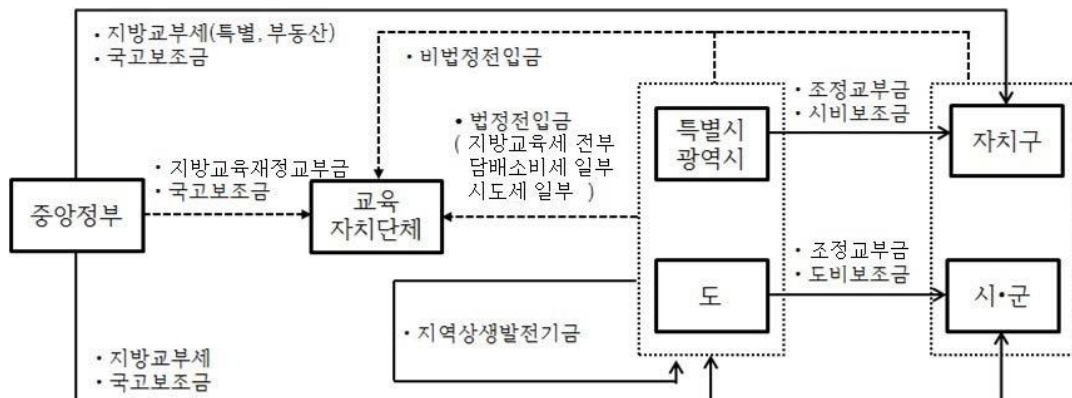 ・지방교부세(특별, 부동산)
・국고보조금
・비법정전입금
・조정교부금
・시비보조금
• 법정전입금
( 지방교육세 전부
담배소비세 일부
시도세 일부 )
특별시
광역시
자치구
・지방교육재정교부금
・국고보조금
중앙정부
교육
자치단체
・조정교부금
・도비보조금
도
시•군
・지역상생발전기금
・지방교부세
・국고보조금